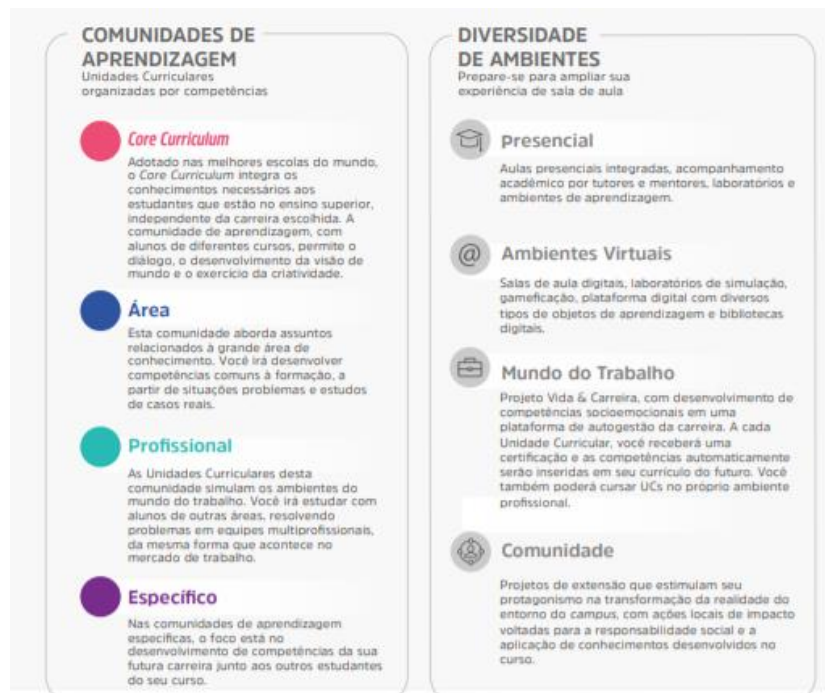 COMUNIDADES DE
APRENDIZAGEM
Unidades Curriculares
organizadas por competências
Core Curriculum
Adotado nas melhores escolas do mundo,
o Core Curriculum integra os
conhecimentos necessários aos
estudantes que estão no ensino superior,
independente da carreira escolhida. A
comunidade de aprendizagem, com
alunos de diferentes cursos, permite o
diálogo, o desenvolvimento da visão de
mundo e o exercício da criatividade.
Área
Esta comunidade aborda assuntos
relacionados à grande área de
conhecimento. Você irá desenvolver
competências comuns à formação, a
partir de situações problemas e estudos
de casos reais.
Profissional
As Unidades Curriculares desta
comunidade simulam os ambientes do
mundo do trabalho. Você irá estudar com
alunos de outras áreas, resolvendo
problemas em equipes multiprofissionais,
da mesma forma que acontece no
mercado de trabalho.
Específico
Nas comunidades de aprendizagem
específicas, o foco está no
desenvolvimento de competências da sua
futura carreira junto aos outros estudantes
do seu curso.
DIVERSIDADE
DE AMBIENTES
Prepare-se para ampliar sua
experiência de sala de aula
Presencial
Aulas presenciais integradas, acompanhamento
acadêmico por tutores e mentores, laboratórios e
ambientes de aprendizagem.
@ Ambientes Virtuais
Salas de aula digitais, laboratórios de simulação,
gameficação, plataforma digital com diversos
tipos de objetos de aprendizagem e bibliotecas
digitais.
Mundo do Trabalho
Projeto Vida & Carreira, com desenvolvimento de
competências socioemocionais em uma
plataforma de autogestão da carreira. A cada
Unidade Curricular, você receberá uma
certificação e as competências automaticamente
serão inseridas em seu currículo do futuro. Você
também poderá cursar UCs no próprio ambiente
profissional.
Comunidade
Projetos de extensão que estimulam seu
protagonismo na transformação da realidade do
entorno do campus, com ações locais de impacto
voltadas para a responsabilidade social e a
aplicação de conhecimentos desenvolvidos no
curso.